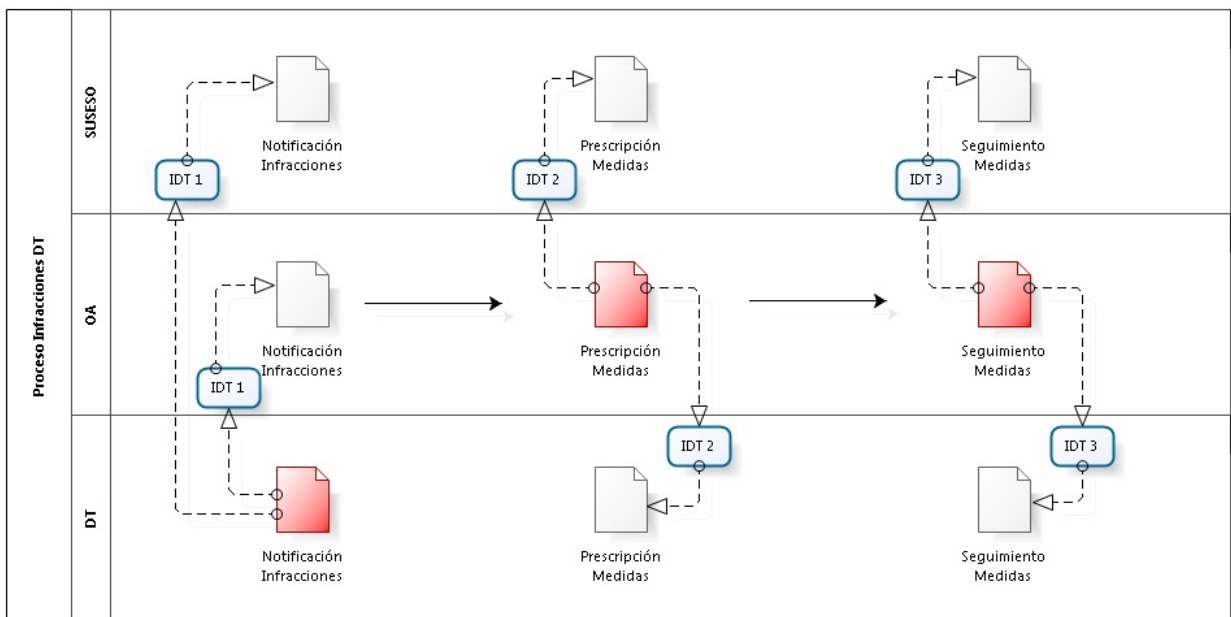 Proceso Infracciones DT
SUSESO
Notificación
Infracciones
Prescripción
Medidas
Seguimiento
Medidas
IDT 1
IDT 2
IDT 3
OA
Notificación
Infracciones
Prescripción
Medidas
Seguimiento
Medidas
IDT 1
DT
IDT 2
IDT 3
Notificación
Infracciones
Prescripción
Medidas
Seguimiento
Medidas